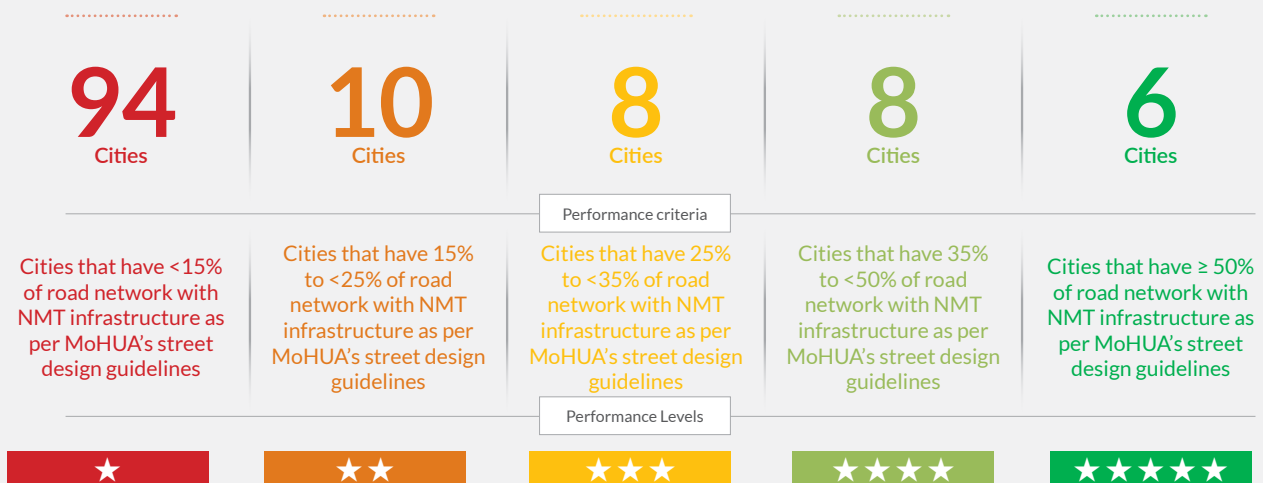 94
Cities
10
Cities
8
Cities
8
Cities
6
Cities
Performance criteria
Cities that have <15%
of road network with
NMT infrastructure as
per MoHUA's street
design guidelines
Cities that have 15%
to <25% of road
network with NMT
infrastructure as per
MoHUA's street design
guidelines
Cities that have 25%
to <35% of road
network with NMT
infrastructure as per
MoHUA's street design
guidelines
Cities that have 35%
to <50% of road
network with NMT
infrastructure as per
MoHUA's street design
guidelines
Cities that have ≥ 50%
of road network with
NMT infrastructure as
per MoHUA's street
design guidelines
Performance Levels